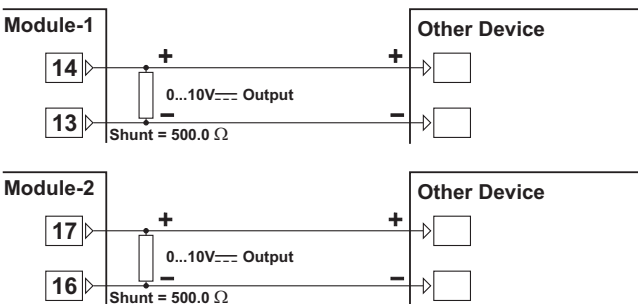 Module-1
Other Device
14
+
+
0...10V⎓ Output
13
−
−
Shunt = 500.0 Ω
Module-2
Other Device
17
+
+
0...10V⎓ Output
16
−
−
Shunt = 500.0 Ω